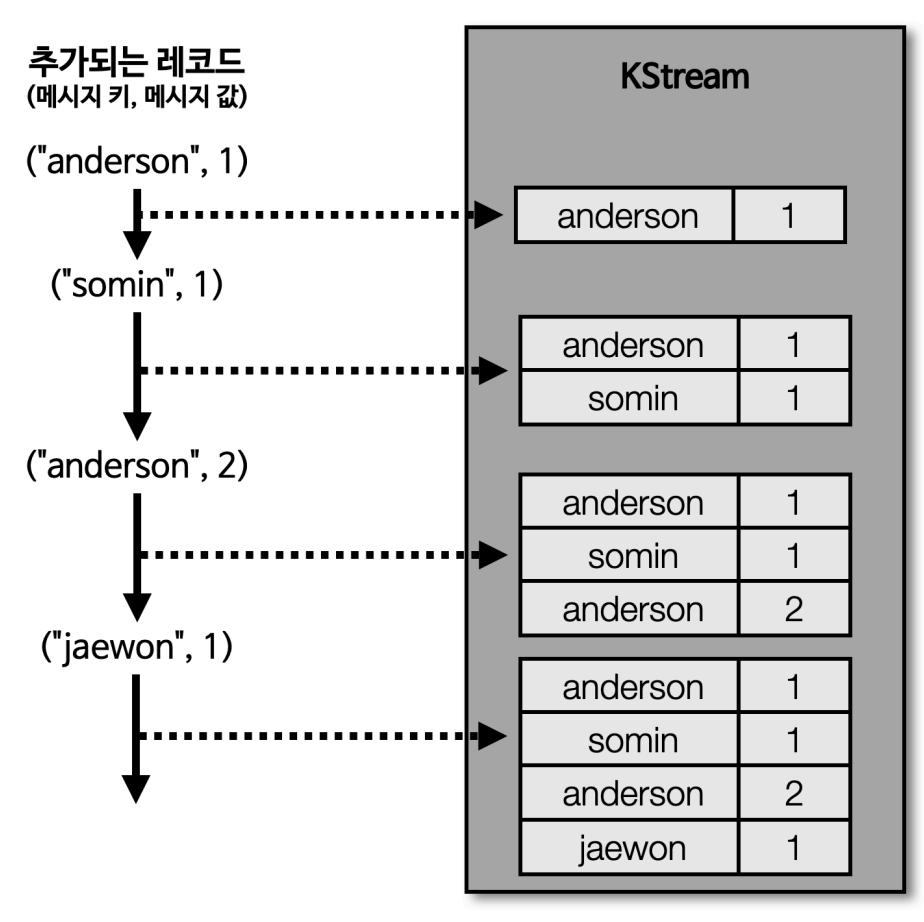 추가되는 레코드
(메시지 키, 메시지 값)
KStream
("anderson", 1)
anderson 1
("somin", 1)
anderson 1
somin 1
("anderson", 2)
anderson 1
somin 1
anderson 2
("jaewon", 1)
anderson 1
somin 1
anderson 2
jaewon 1